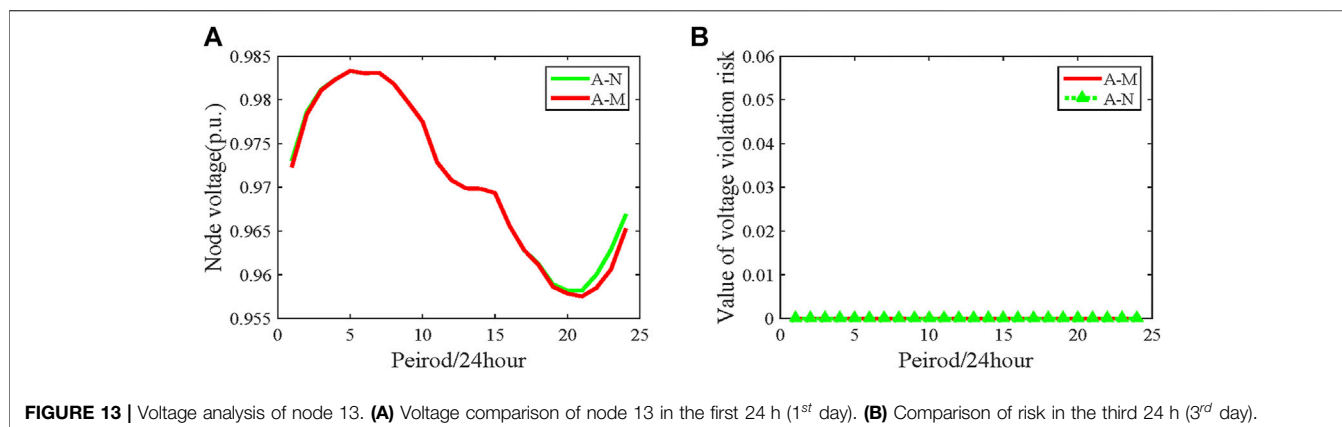 A
0.985
0.98
0.975
0.97
0.965
0.96
0.955
Node voltage(p.u.)
0
5
10
15
20
25
Peirod/24hour
A-N
A-M
B
0.06
0.05
0.04
0.03
0.02
0.01
0
Value of voltage violation risk
0
5
10
15
20
25
Peirod/24hour
A-M
A-N
FIGURE 13 | Voltage analysis of node 13. (A) Voltage comparison of node 13 in the first 24 h (1st day). (B) Comparison of risk in the third 24 h (3rd day).